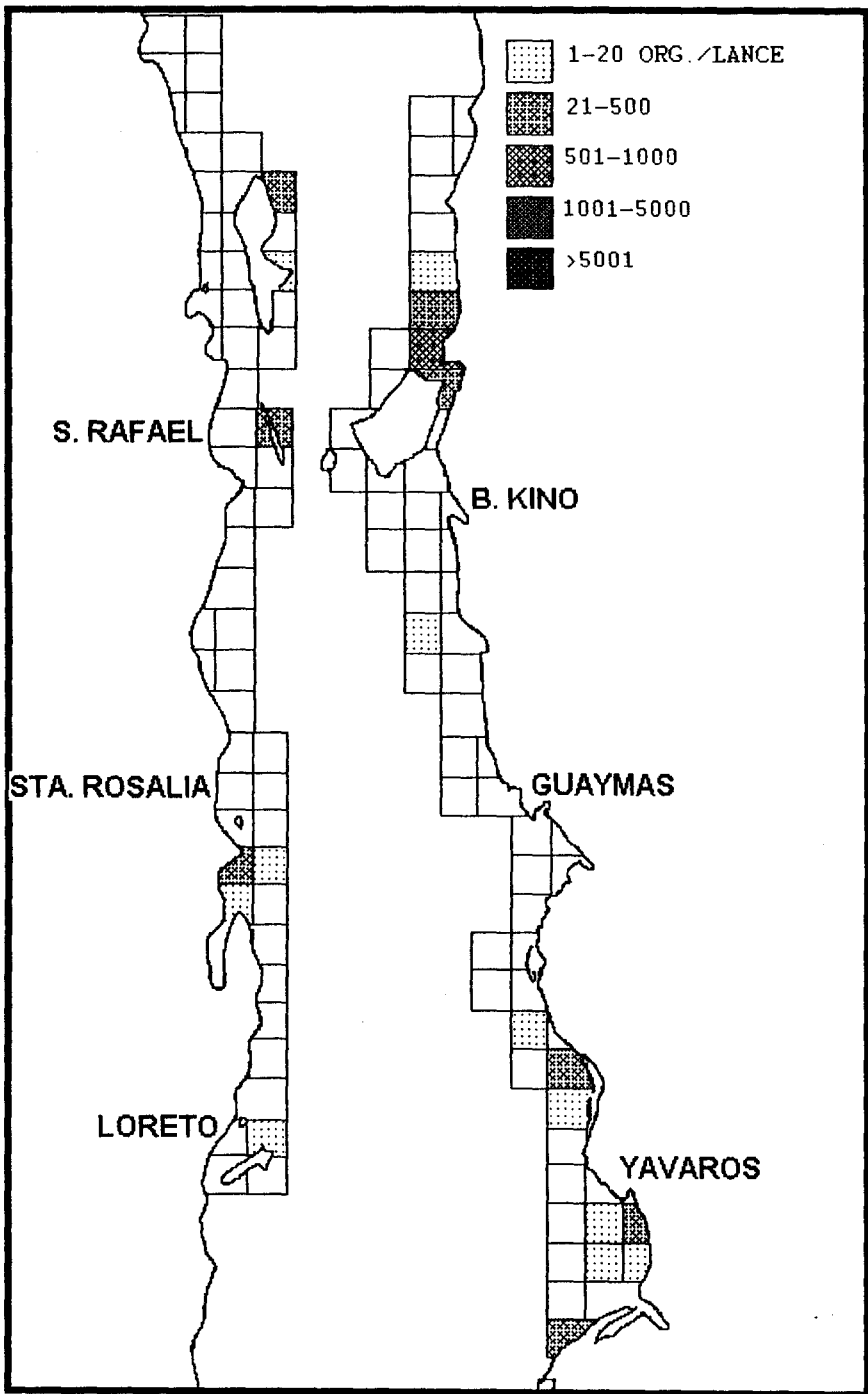 1-20 ORG./LANCE
21-500
501-1000
1001-5000
>5001
S. RAFAEL
B. KINO
STA. ROSALIA
GUAYMAS
LORETO
YAVAROS